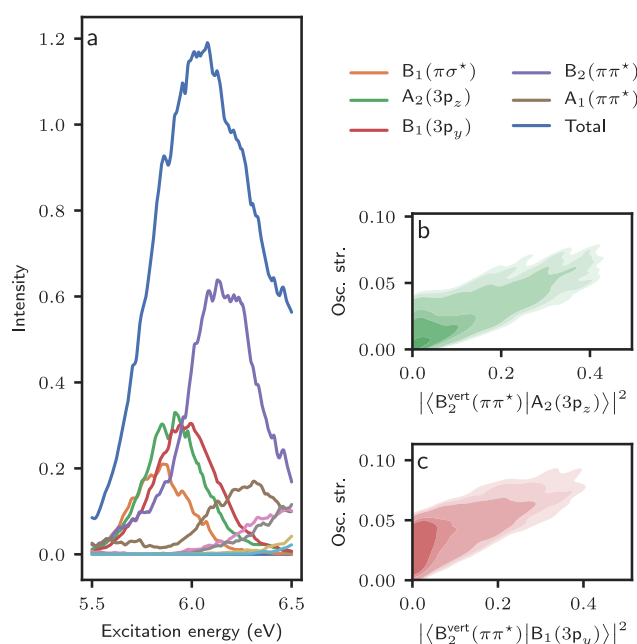 a
Intensity
1.2
1.0
0.8
0.6
0.4
0.2
0.0
5.5 6.0 6.5
Excitation energy (eV)
B₁(πσ⋆) B₂(ππ⋆)
A₂(3p_z) A₁(ππ⋆)
B₁(3p_y) Total
b
Osc. str.
0.10
0.05
0.00
0.0 0.2 0.4
|⟨B₂^vert(ππ⋆)|A₂(3p_z)⟩|²
c
Osc. str.
0.10
0.05
0.00
0.0 0.2 0.4
|⟨B₂^vert(ππ⋆)|B₁(3p_y)⟩|²